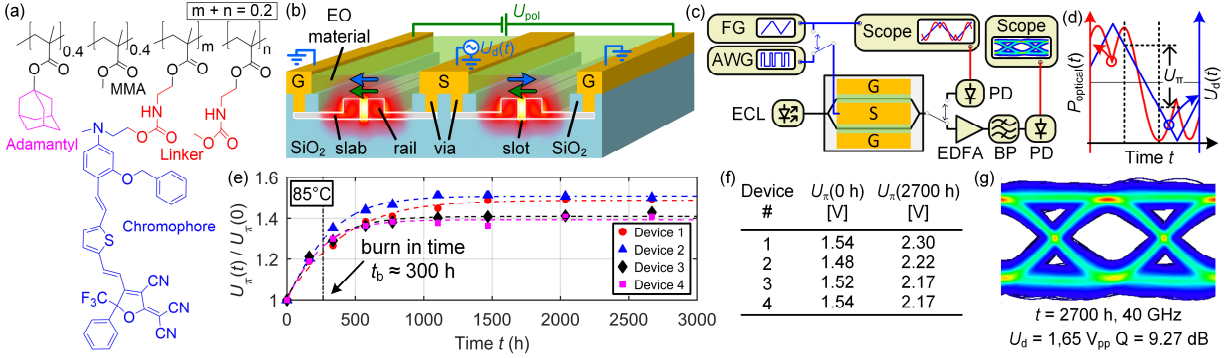 (a)
m + n = 0.2
0.4
0.4
m
n
O
O
O
O
O
O
O
O
MMA
Adamantyl
HN
O
O
HN
O
O
Linker
N
O
Chromophore
S
CN
F3C
O
CN
CN
(b)
EO
material
Upol
Ud(t)
G
S
G
SiO2
slab
rail
via
slot
SiO2
(c)
FG
AWG
Scope
Scope
ECL
G
S
G
PD
EDFA
BP
PD
(d)
Poptical(t)
Uπ
Ud(t)
Time t
(e)
1.6
1.4
1.2
1
Uπ(t) / Uπ(0)
85°C
burn in time
tb ≈ 300 h
Device 1
Device 2
Device 3
Device 4
0 500 1000 1500 2000 2500 3000
Time t (h)
(f)
Device Uπ(0 h) Uπ(2700 h)
# [V] [V]
1 1.54 2.30
2 1.48 2.22
3 1.52 2.17
4 1.54 2.17
(g)
t = 2700 h, 40 GHz
Ud = 1,65 Vpp Q = 9.27 dB